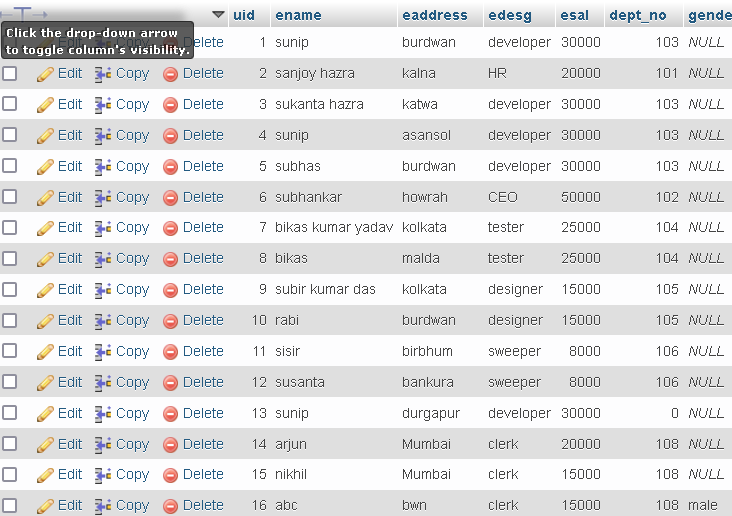 uid ename eaddress edesg esal dept_no gende
Click the drop-down arrow
to toggle column's visibility.
Delete 1 sunip burdwan developer 30000 103 NULL
Edit Copy Delete 2 sanjoy hazra kalna HR 20000 101 NULL
Edit Copy Delete 3 sukanta hazra katwa developer 30000 103 NULL
Edit Copy Delete 4 sunip asansol developer 30000 103 NULL
Edit Copy Delete 5 subhas burdwan developer 30000 103 NULL
Edit Copy Delete 6 subhankar howrah CEO 50000 102 NULL
Edit Copy Delete 7 bikas kumar yadav kolkata tester 25000 104 NULL
Edit Copy Delete 8 bikas malda tester 25000 104 NULL
Edit Copy Delete 9 subir kumar das kolkata designer 15000 105 NULL
Edit Copy Delete 10 rabi burdwan designer 15000 105 NULL
Edit Copy Delete 11 sisir birbhum sweeper 8000 106 NULL
Edit Copy Delete 12 susanta bankura sweeper 8000 106 NULL
Edit Copy Delete 13 sunip durgapur developer 30000 0 NULL
Edit Copy Delete 14 arjun Mumbai clerk 20000 108 NULL
Edit Copy Delete 15 nikhil Mumbai clerk 15000 108 NULL
Edit Copy Delete 16 abc bwn clerk 15000 108 male